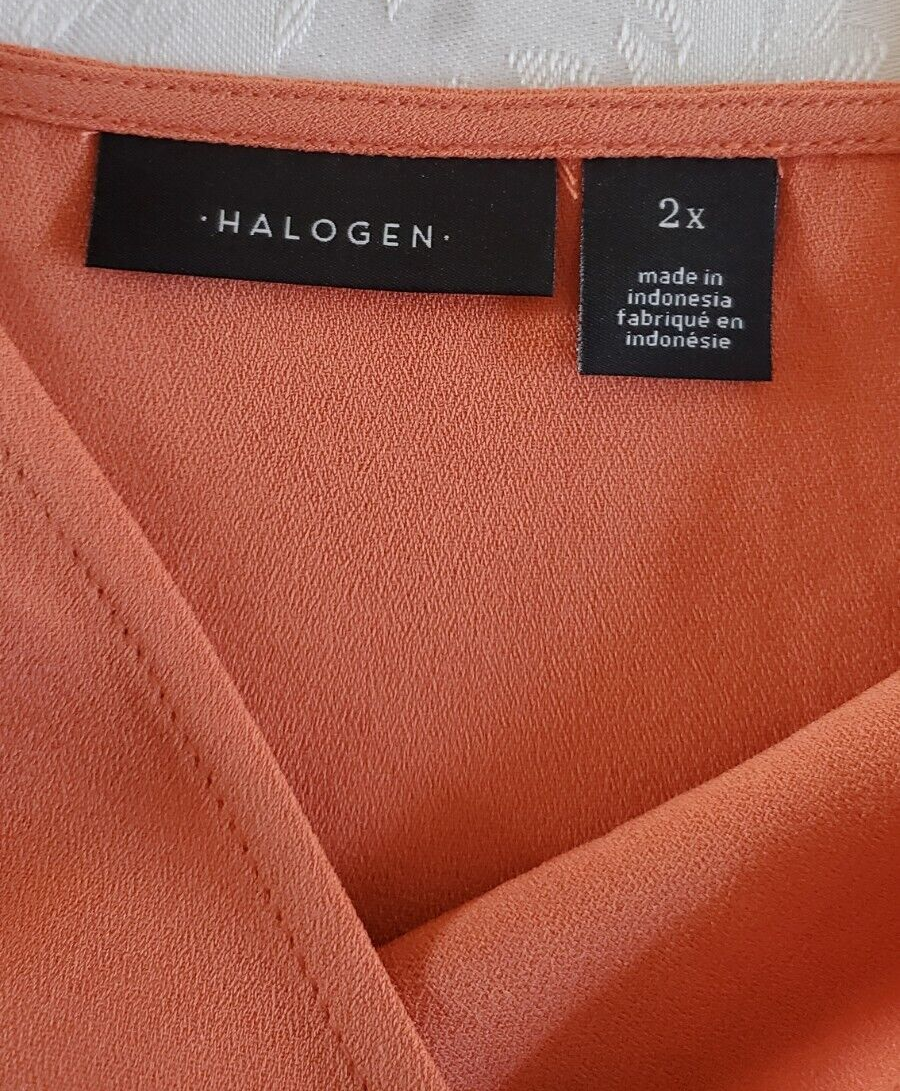 ·HALOGEN·
2x
made in
indonesia
fabriqué en
indonésie